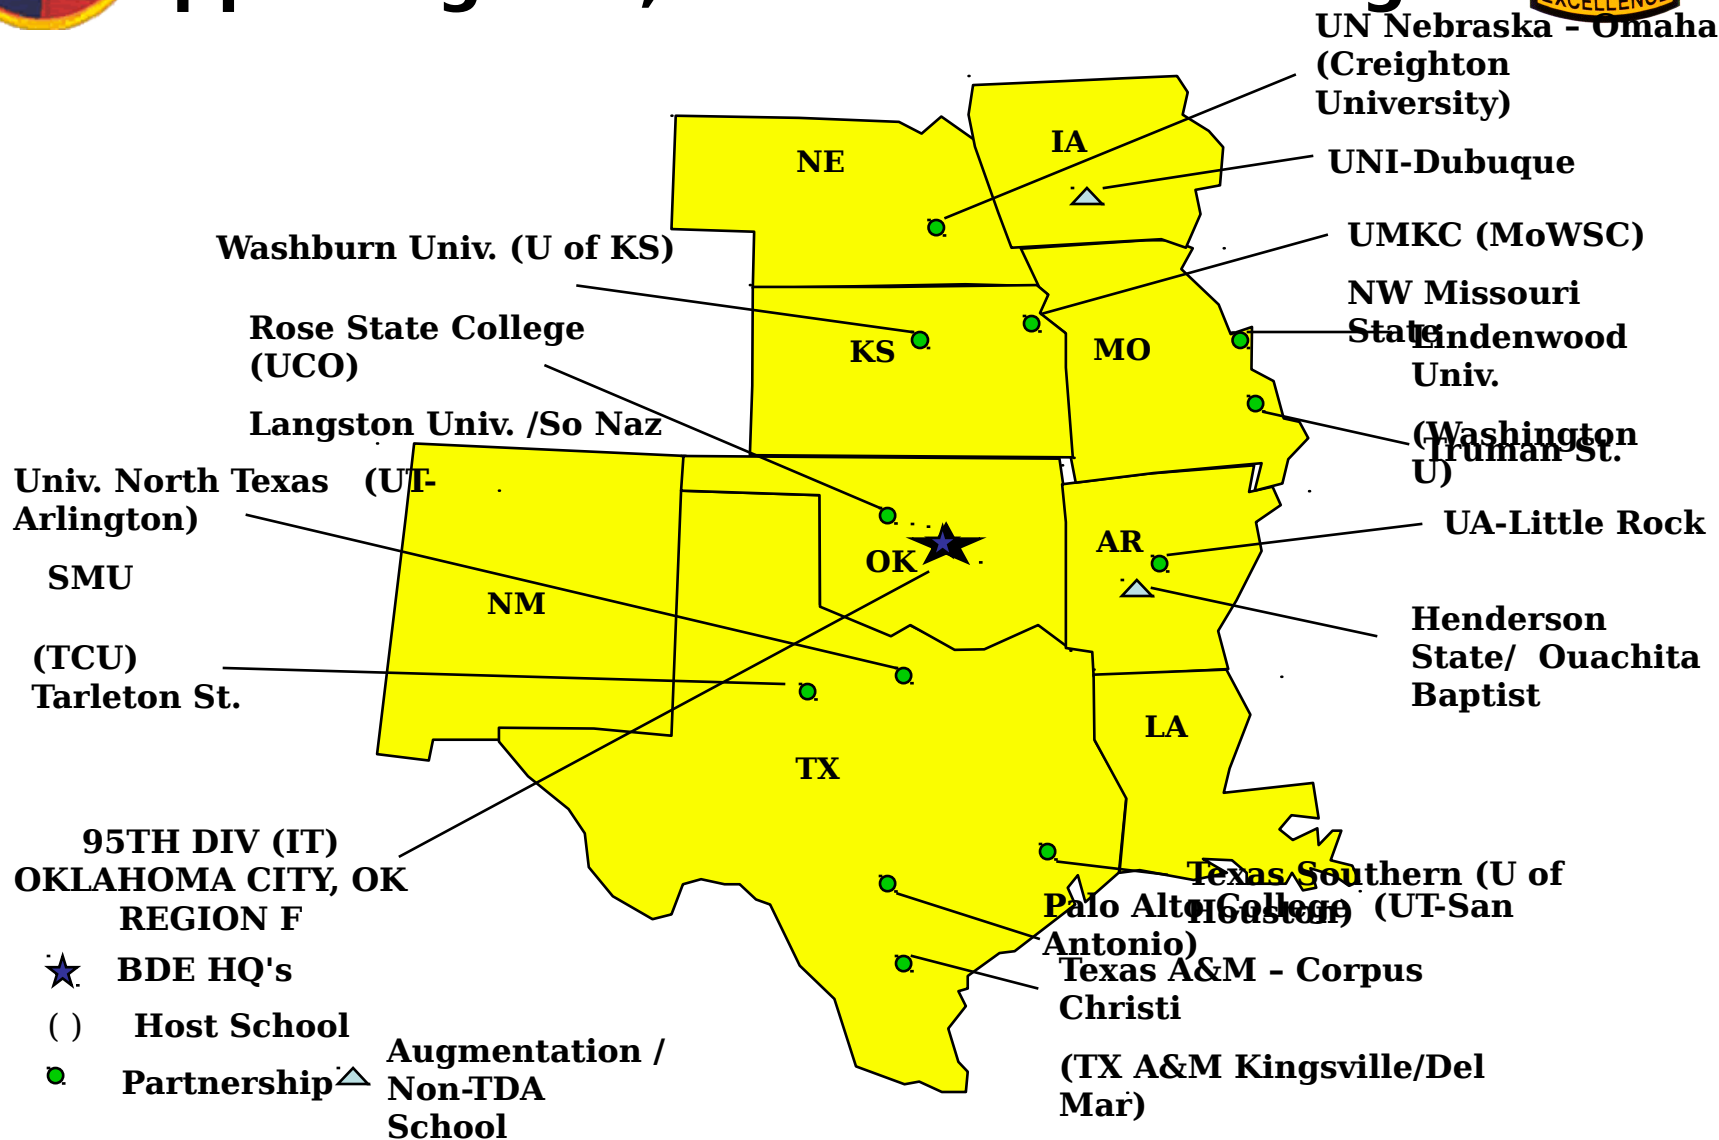 EXCELLENCE
UN Nebraska – Omaha
(Creighton
University)
IA
NE
UNI-Dubuque
UMKC (MoWSC)
Washburn Univ. (U of KS)
NW Missouri
State
Rose State College
(UCO)
Lindenwood
Univ.
KS
MO
Langston Univ. /So Naz
(Washington
U)
Truman St.
Univ. North Texas (UT-
Arlington)
UA-Little Rock
AR
OK
SMU
NM
Henderson
State/ Ouachita
Baptist
(TCU)
Tarleton St.
LA
TX
95TH DIV (IT)
OKLAHOMA CITY, OK
REGION F
Texas Southern (U of
Houston)
Palo Alto College (UT-San
Antonio)
BDE HQ's
Texas A&M – Corpus
Christi
( ) Host School
Partnership
Augmentation /
Non-TDA
School
(TX A&M Kingsville/Del
Mar)